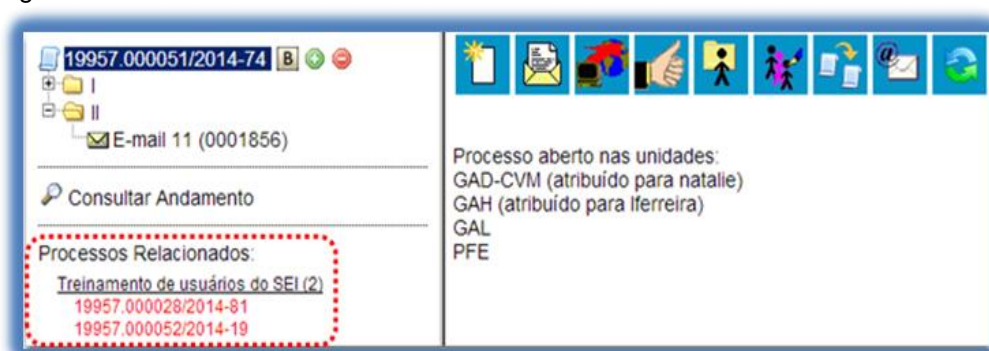 19957.000051/2014-74 B
I
II
E-mail 11 (0001856)
Consultar Andamento
Processos Relacionados:
Treinamento de usuários do SEI (2)
19957.000028/2014-81
19957.000052/2014-19
Processo aberto nas unidades:
GAD-CVM (atribuído para natalie)
GAH (atribuído para lferreira)
GAL
PFE